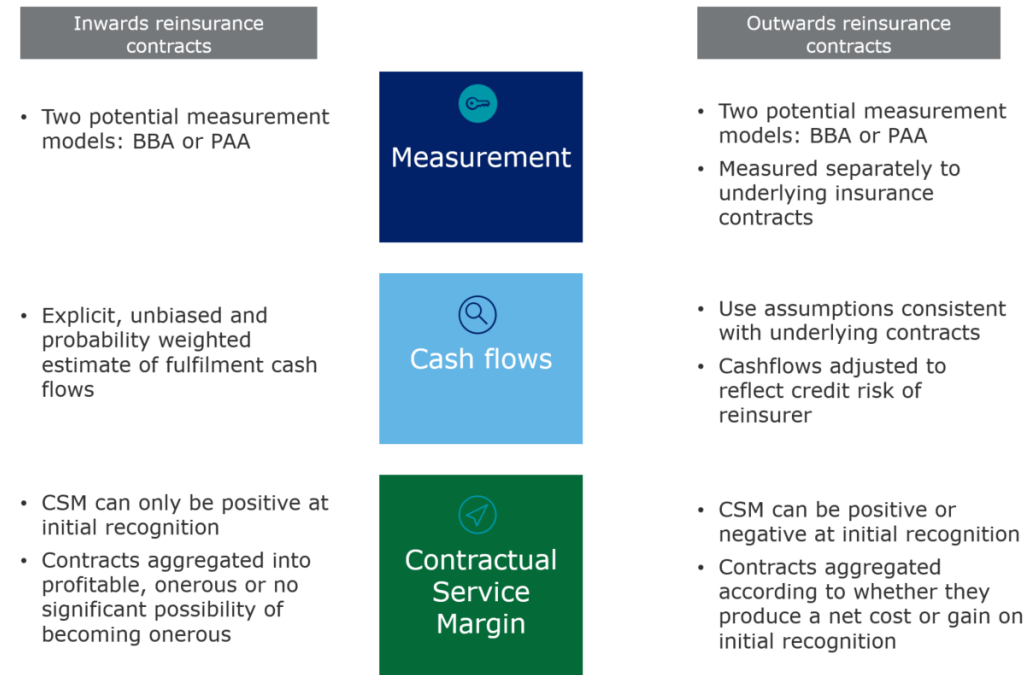 Inwards reinsurance
contracts
Outwards reinsurance
contracts
• Two potential measurement
models: BBA or PAA
Measurement
• Two potential measurement
models: BBA or PAA
• Measured separately to
underlying insurance
contracts
• Explicit, unbiased and
probability weighted
estimate of fulfilment cash
flows
Cash flows
• Use assumptions consistent
with underlying contracts
• Cashflows adjusted to
reflect credit risk of
reinsurer
• CSM can only be positive at
initial recognition
• Contracts aggregated into
profitable, onerous or no
significant possibility of
becoming onerous
Contractual
Service
Margin
• CSM can be positive or
negative at initial recognition
• Contracts aggregated
according to whether they
produce a net cost or gain on
initial recognition